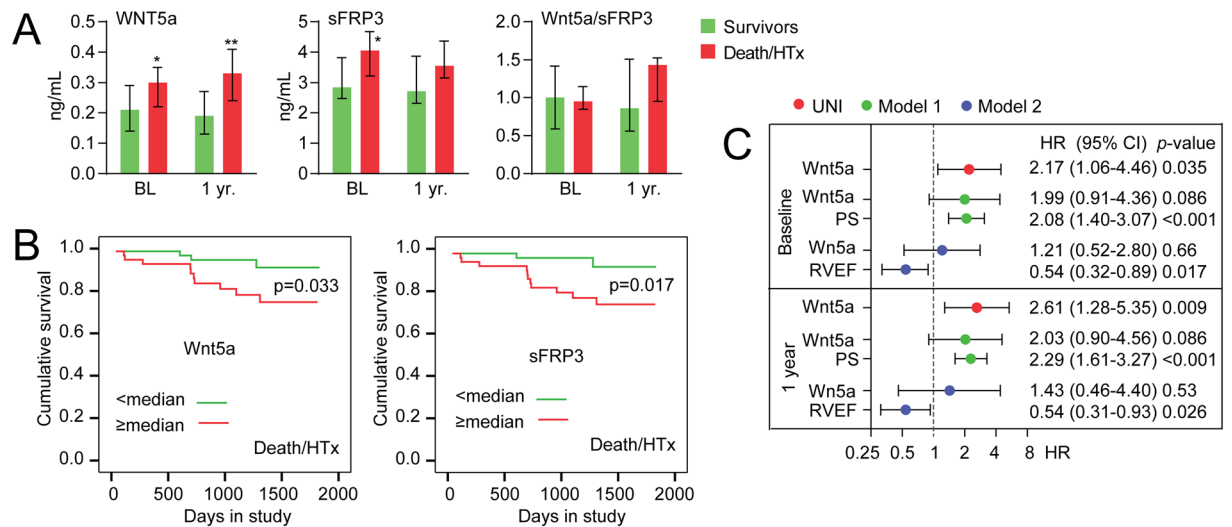 A
WNT5a
ng/mL
0.5
0.4
0.3
0.2
0.1
0.0
*
**
BL
1 yr.
sFRP3
ng/mL
5
4
3
2
1
0
*
BL
1 yr.
Wnt5a/sFRP3
2.0
1.5
1.0
0.5
0.0
BL
1 yr.
Survivors
Death/HTx
B
Cumulative survival
1.0
0.8
0.6
0.4
0.2
0.0
p=0.033
Wnt5a
<median
≥median
Death/HTx
0 500 1000 1500 2000
Days in study
Cumulative survival
1.0
0.8
0.6
0.4
0.2
0.0
p=0.017
sFRP3
<median
≥median
Death/HTx
0 500 1000 1500 2000
Days in study
C
UNI Model 1 Model 2
HR (95% CI) p-value
Baseline
Wnt5a 2.17 (1.06-4.46) 0.035
Wnt5a 1.99 (0.91-4.36) 0.086
PS 2.08 (1.40-3.07) <0.001
Wn5a 1.21 (0.52-2.80) 0.66
RVEF 0.54 (0.32-0.89) 0.017
1 year
Wnt5a 2.61 (1.28-5.35) 0.009
Wnt5a 2.03 (0.90-4.56) 0.086
PS 2.29 (1.61-3.27) <0.001
Wn5a 1.43 (0.46-4.40) 0.53
RVEF 0.54 (0.31-0.93) 0.026
0.25 0.5 1 2 4 8 HR